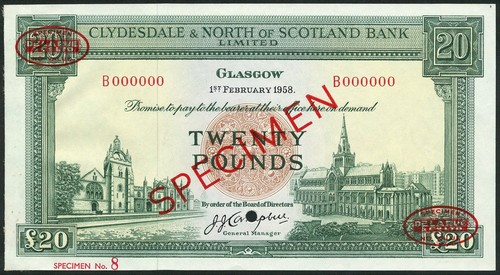 CLYDESDALE & NORTH OF SCOTLAND BANK
LIMITED
20
20
GLASGOW
B000000
B000000
1ST FEBRUARY 1958.
Promise to pay to the bearer at their office here on demand
TWENTY
POUNDS
SPECIMEN
By order of the Board of Directors
General Manager
SPECIMEN
£20
£20
SPECIMEN No. 8